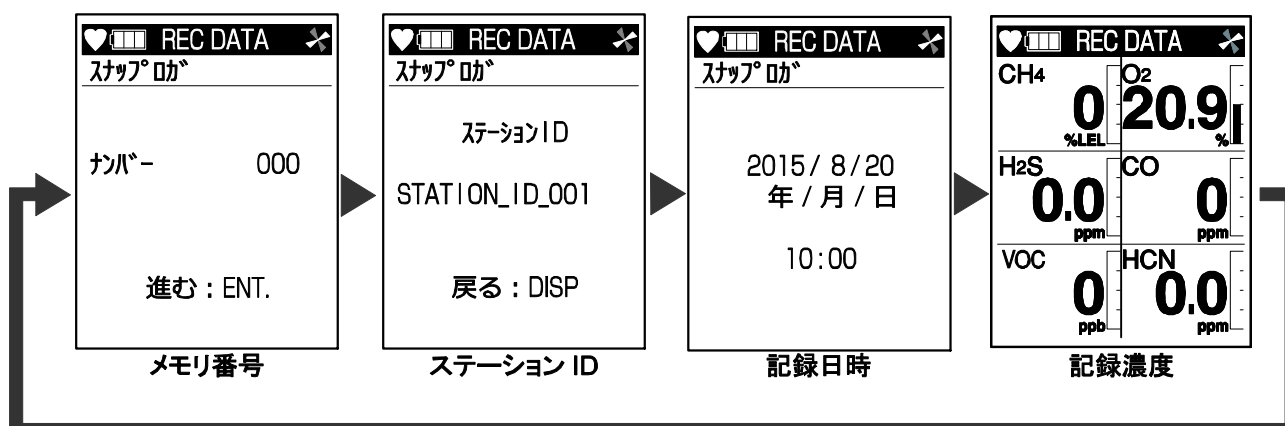 REC DATA
ｽﾅｯﾌﾟﾛｶﾞ
ﾅﾝﾊﾞｰ 000
進む：ENT.
メモリ番号
REC DATA
ｽﾅｯﾌﾟﾛｶﾞ
ｽﾃｰｼｮﾝID
STATION_ID_001
戻る：DISP
ステーション ID
REC DATA
ｽﾅｯﾌﾟﾛｶﾞ
2015/ 8/20
年 / 月 / 日
10:00
記録日時
REC DATA
CH4 O2
0 20.9
%LEL %
H2S CO
0.0 0
ppm
VOC HCN
0 0.0
ppb ppm
記録濃度